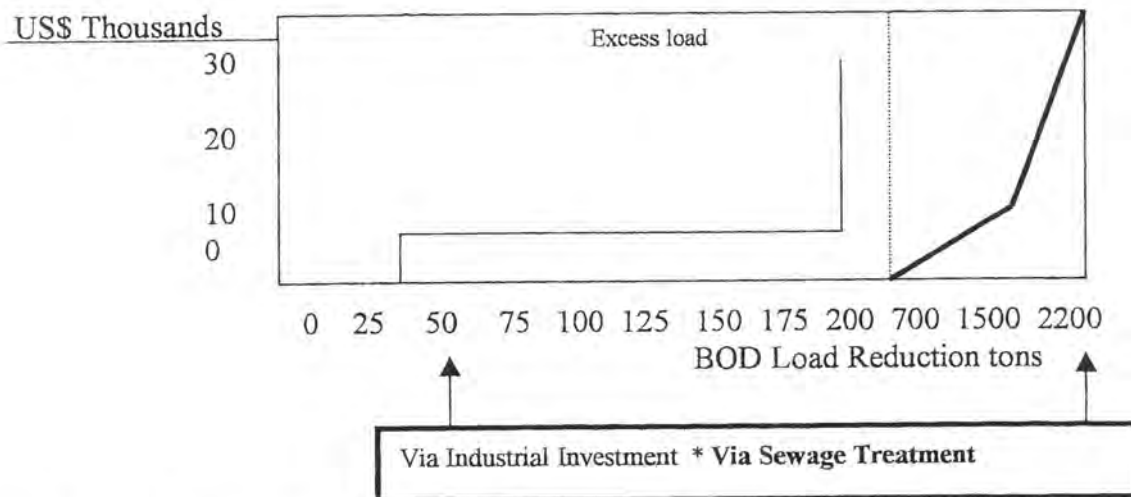 US$ Thousands
Excess load
30
20
10
0
0 25 50 75 100 125 150 175 200 700 1500 2200
BOD Load Reduction tons
Via Industrial Investment * Via Sewage Treatment